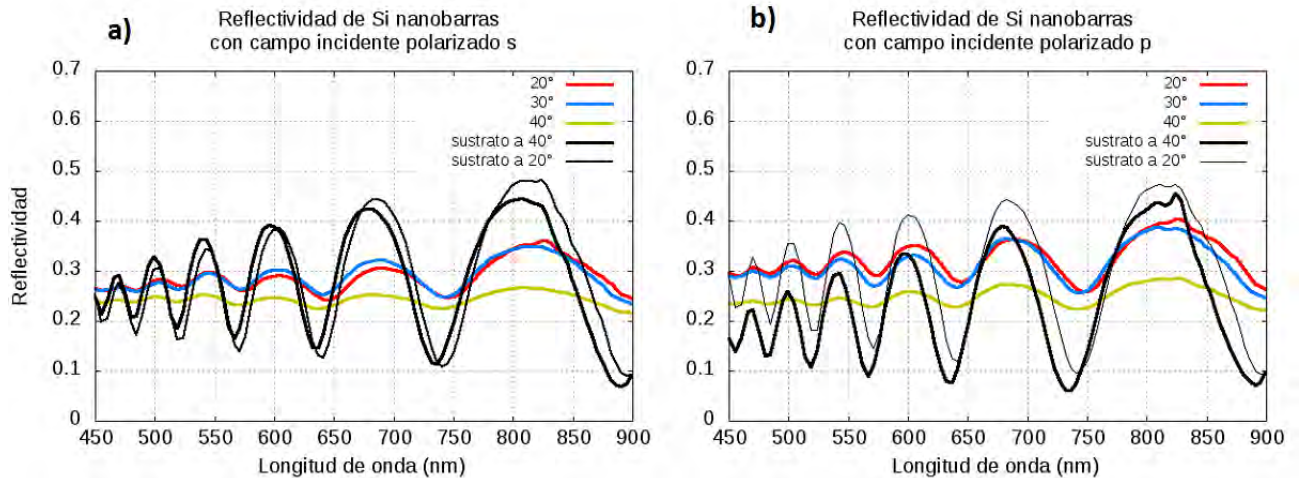 a)
Reflectividad de Si nanobarras
con campo incidente polarizado s
0.7
0.6
0.5
0.4
0.3
0.2
0.1
0
Reflectividad
20°
30°
40°
sustrato a 40°
sustrato a 20°
450 500 550 600 650 700 750 800 850 900
Longitud de onda (nm)
b)
Reflectividad de Si nanobarras
con campo incidente polarizado p
0.7
0.6
0.5
0.4
0.3
0.2
0.1
0
20°
30°
40°
sustrato a 40°
sustrato a 20°
450 500 550 600 650 700 750 800 850 900
Longitud de onda (nm)